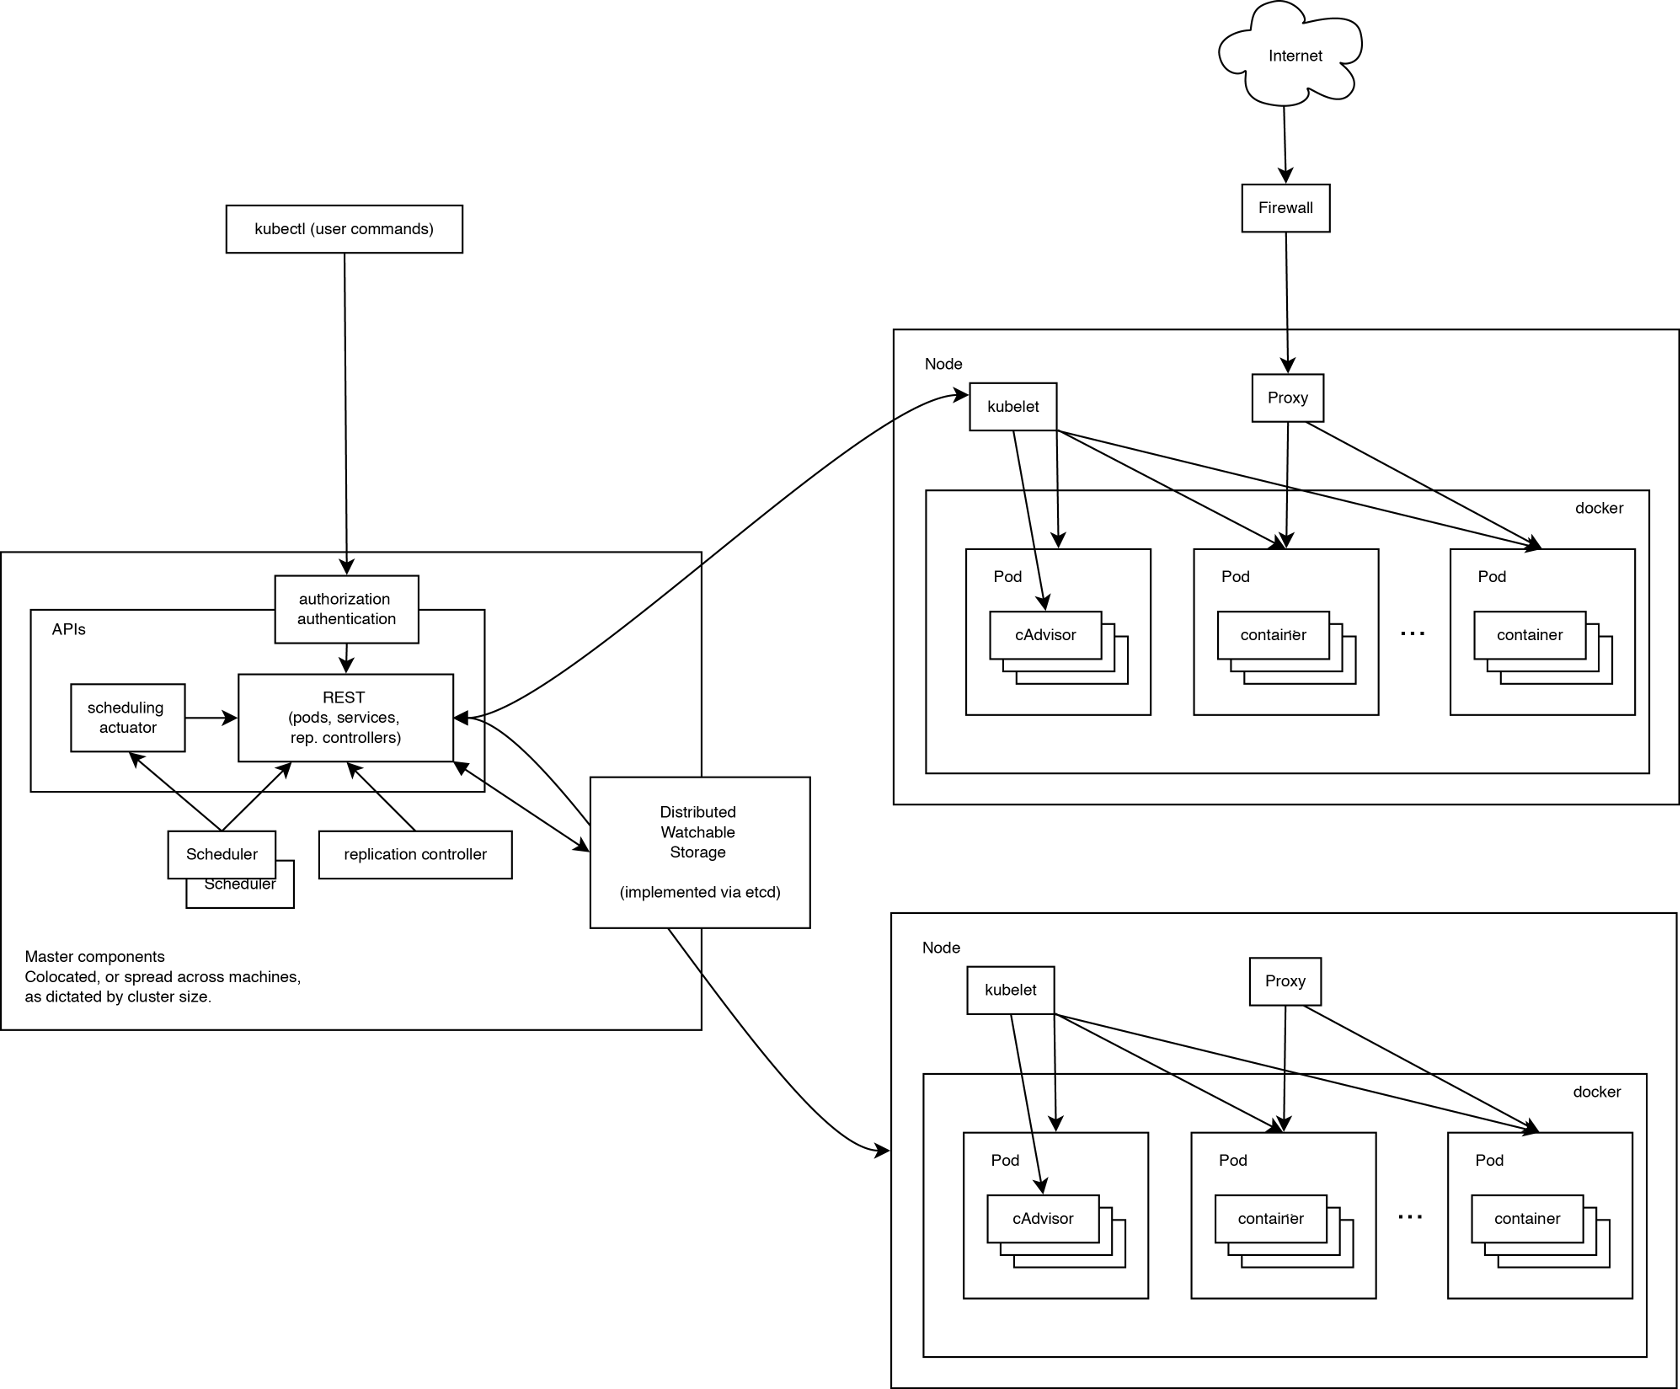 Internet
Firewall
kubectl (user commands)
Node
kubelet
Proxy
docker
Pod
cAdvisor
Pod
container
...
Pod
container
authorization
authentication
APIs
scheduling
actuator
REST
(pods, services,
rep. controllers)
Distributed
Watchable
Storage
(implemented via etcd)
Scheduler
Scheduler
replication controller
Master components
Colocated, or spread across machines,
as dictated by cluster size.
Node
kubelet
Proxy
docker
Pod
cAdvisor
Pod
container
...
Pod
container